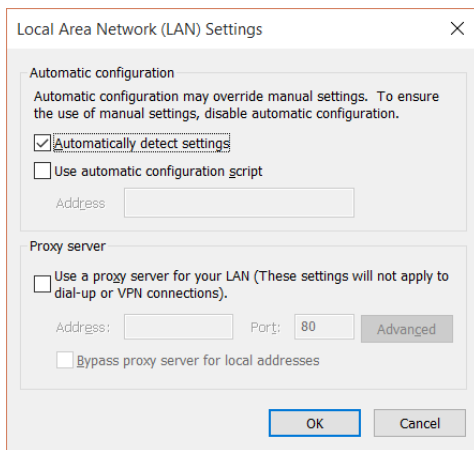 Local Area Network (LAN) Settings
Automatic configuration
Automatic configuration may override manual settings. To ensure
the use of manual settings, disable automatic configuration.
Automatically detect settings
Use automatic configuration script
Address
Proxy server
Use a proxy server for your LAN (These settings will not apply to
dial-up or VPN connections).
Address: Port: 80 Advanced
Bypass proxy server for local addresses
OK Cancel